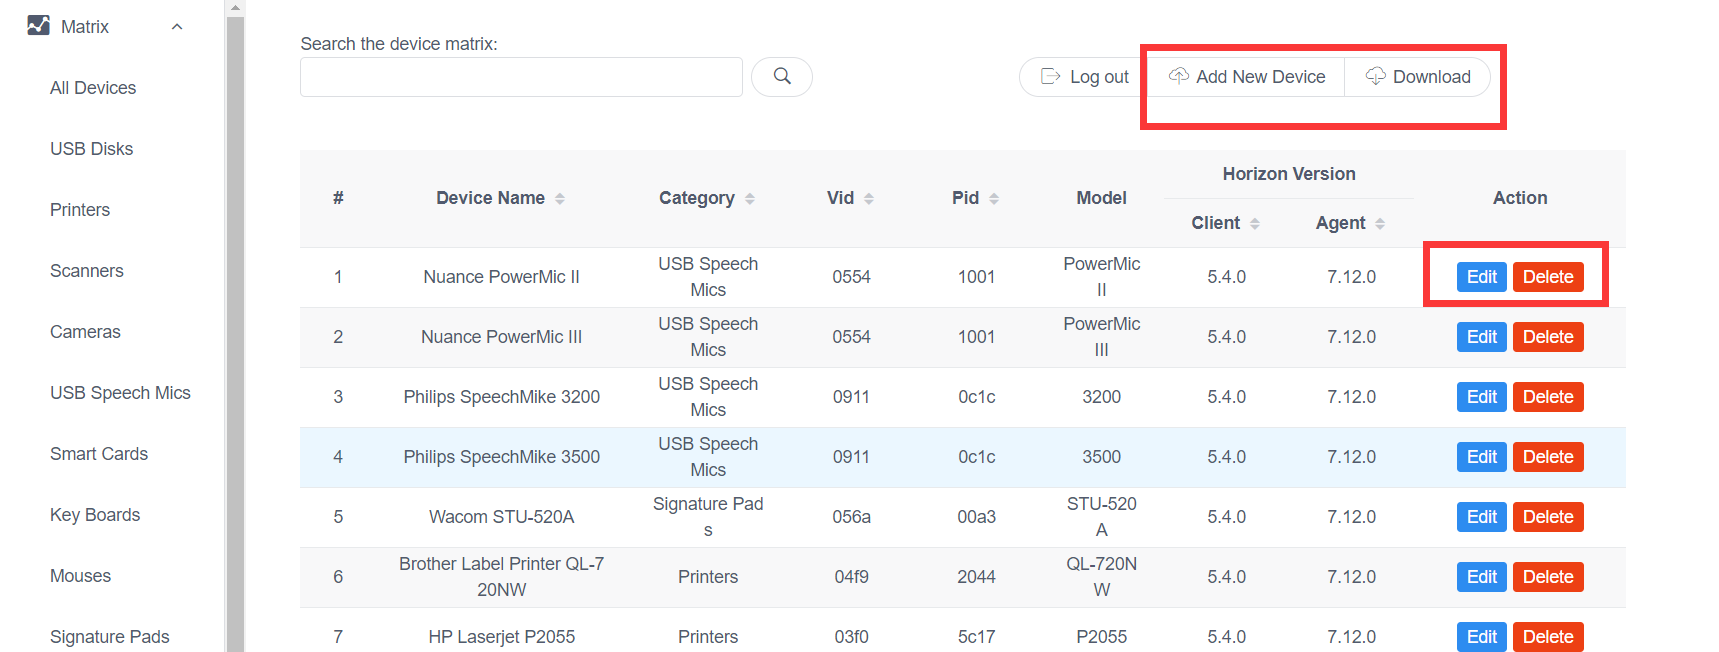 Matrix
All Devices
USB Disks
Printers
Scanners
Cameras
USB Speech Mics
Smart Cards
Key Boards
Mouses
Signature Pads
Search the device matrix:
Log out
Add New Device
Download
# Device Name Category Vid Pid Model Horizon Version Action
Client Agent
1 Nuance PowerMic II USB Speech Mics 0554 1001 PowerMic II 5.4.0 7.12.0 Edit Delete
2 Nuance PowerMic III USB Speech Mics 0554 1001 PowerMic III 5.4.0 7.12.0 Edit Delete
3 Philips SpeechMike 3200 USB Speech Mics 0911 0c1c 3200 5.4.0 7.12.0 Edit Delete
4 Philips SpeechMike 3500 USB Speech Mics 0911 0c1c 3500 5.4.0 7.12.0 Edit Delete
5 Wacom STU-520A Signature Pad s 056a 00a3 STU-520 A 5.4.0 7.12.0 Edit Delete
6 Brother Label Printer QL-7 20NW Printers 04f9 2044 QL-720N W 5.4.0 7.12.0 Edit Delete
7 HP Laserjet P2055 Printers 03f0 5c17 P2055 5.4.0 7.12.0 Edit Delete